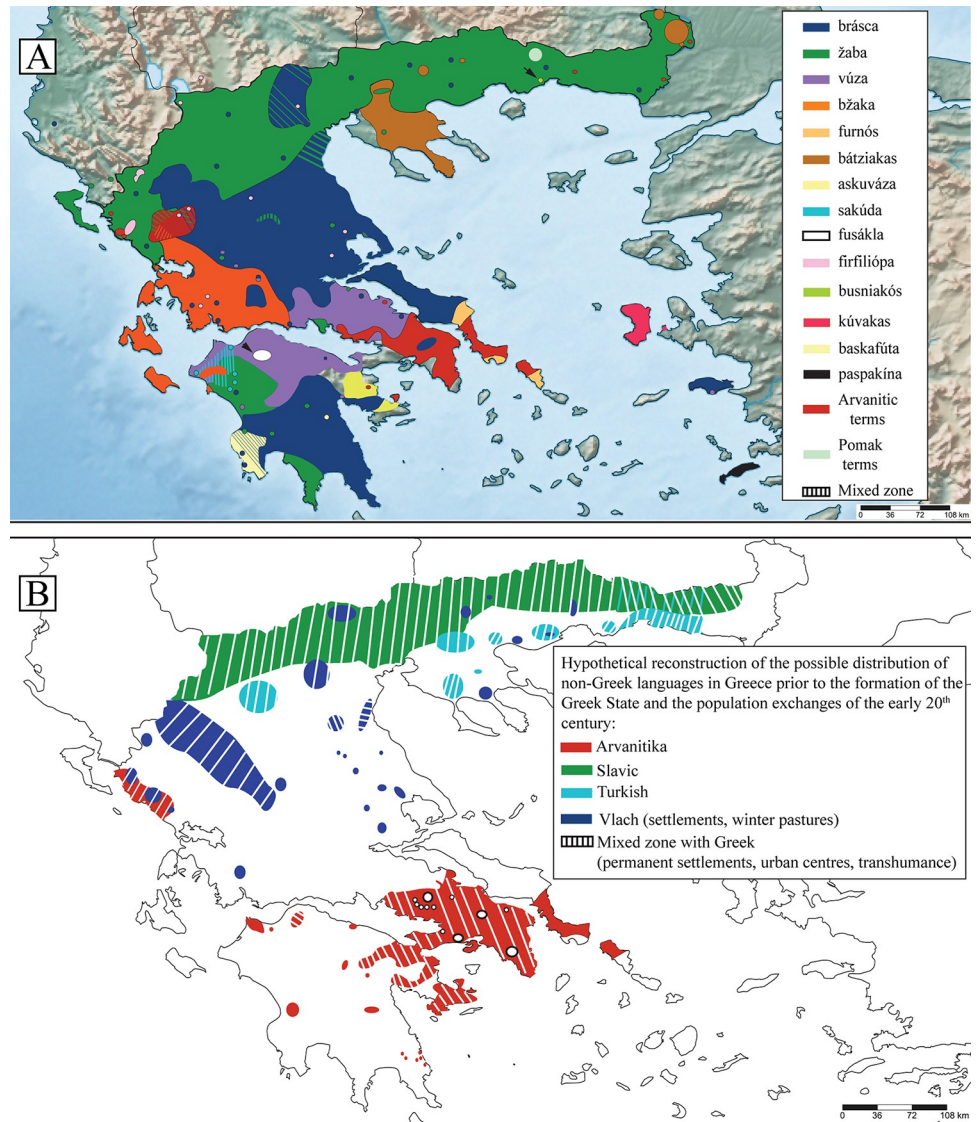 A
brásca
žaba
vúza
bžaka
furnós
bátziakas
askuváza
sakúda
fusákla
firfiliópa
busniakós
kúvakas
baskafúta
paspakína
Arvanitic
terms
Pomak
terms
Mixed zone
0 36 72 108 km
B
Hypothetical reconstruction of the possible distribution of
non-Greek languages in Greece prior to the formation of the
Greek State and the population exchanges of the early 20th
century:
Arvanitika
Slavic
Turkish
Vlach (settlements, winter pastures)
Mixed zone with Greek
(permanent settlements, urban centres, transhumance)
0 36 72 108 km